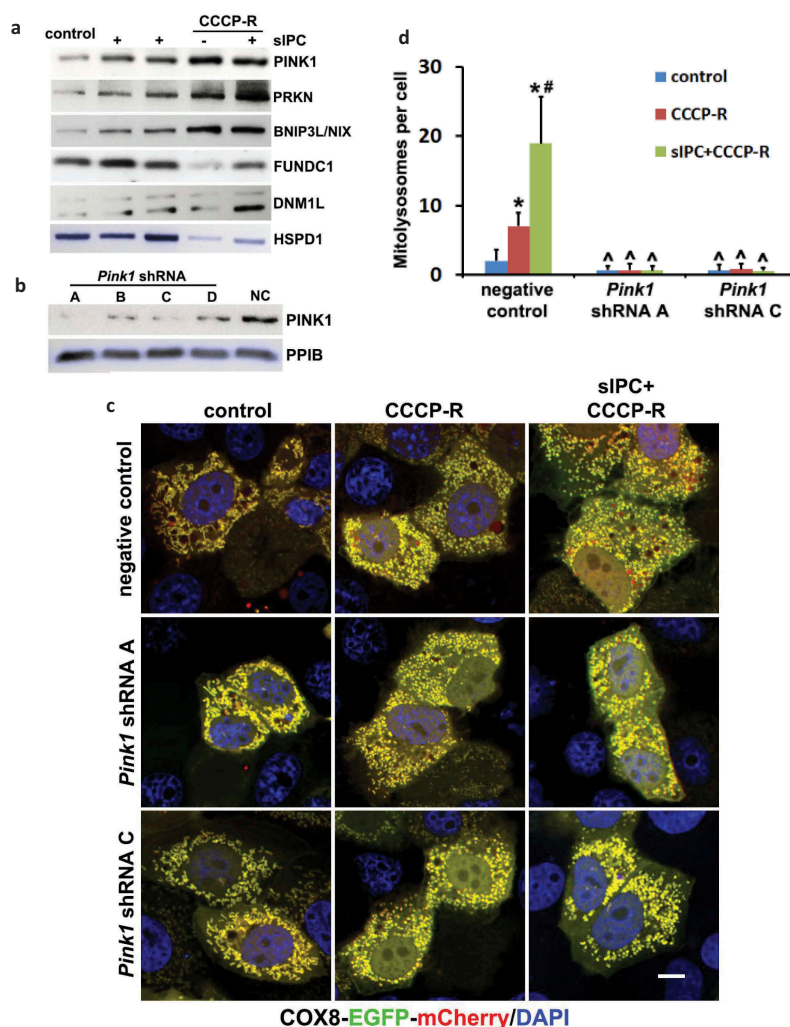 a
control
CCCP-R
+ + - + sIPC
PINK1
PRKN
BNIP3L/NIX
FUNDC1
DNM1L
HSPD1
b
Pink1 shRNA
A B C D NC
PINK1
PPIB
d
Mitolysosomes per cell
30
20
10
0
control
CCCP-R
sIPC+CCCP-R
*
*#
^ ^ ^
^ ^ ^
negative control
Pink1 shRNA A
Pink1 shRNA C
c
control
CCCP-R
sIPC+
CCCP-R
negative control
Pink1 shRNA A
Pink1 shRNA C
COX8-EGFP-mCherry/DAPI